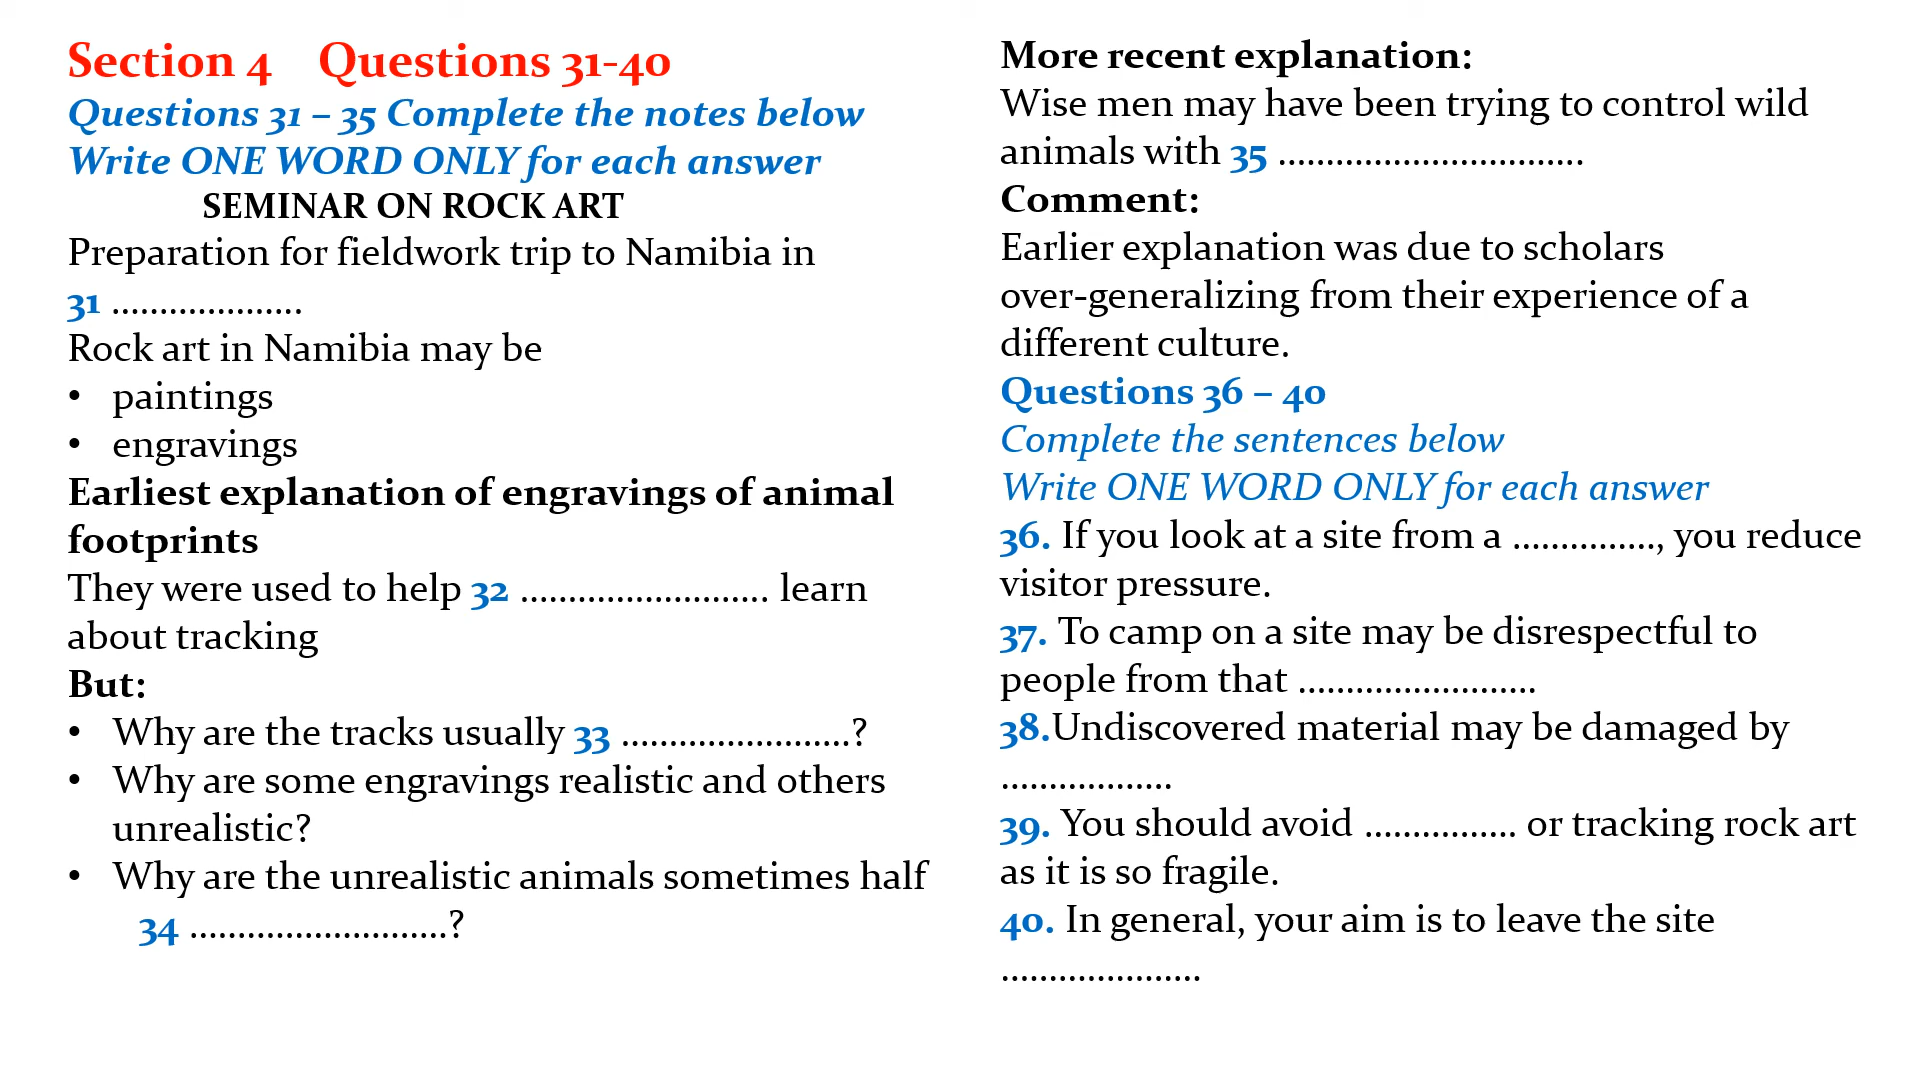 Section 4 Questions 31-40
Questions 31 – 35 Complete the notes below
Write ONE WORD ONLY for each answer
SEMINAR ON ROCK ART
Preparation for fieldwork trip to Namibia in
31 ....................
Rock art in Namibia may be
• paintings
• engravings
Earliest explanation of engravings of animal
footprints
They were used to help 32 .......................... learn
about tracking
But:
• Why are the tracks usually 33 ........................?
• Why are some engravings realistic and others
unrealistic?
• Why are the unrealistic animals sometimes half
34 ...........................?
More recent explanation:
Wise men may have been trying to control wild
animals with 35 ................................
Comment:
Earlier explanation was due to scholars
over-generalizing from their experience of a
different culture.
Questions 36 – 40
Complete the sentences below
Write ONE WORD ONLY for each answer
36. If you look at a site from a ..............., you reduce
visitor pressure.
37. To camp on a site may be disrespectful to
people from that .........................
38.Undiscovered material may be damaged by
..................
39. You should avoid ................ or tracking rock art
as it is so fragile.
40. In general, your aim is to leave the site
.....................